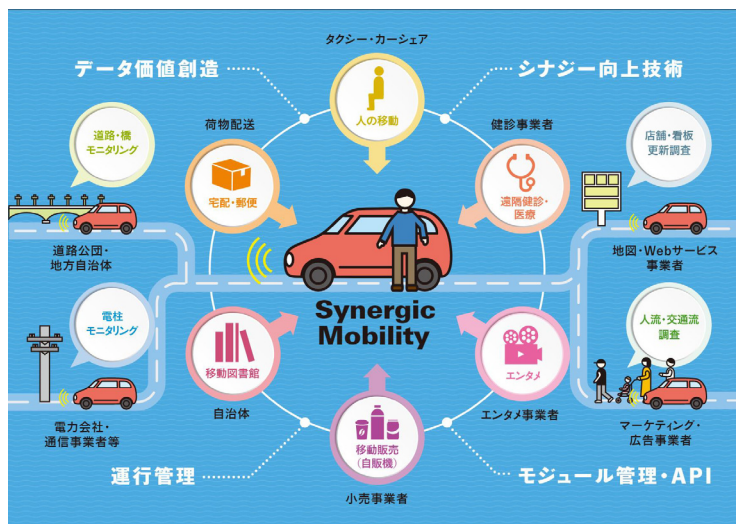 タクシー・カーシェア
データ価値創造
シナジー向上技術
人の移動
荷物配送
健診事業者
道路・橋
モニタリング
店舗・看板
更新調査
宅配・郵便
遠隔健診・
医療
道路公団・
地方自治体
地図・Webサービス
事業者
Synergic
Mobility
電柱
モニタリング
人流・交通流
調査
移動図書館
エンタメ
自治体
エンタメ事業者
電力会社・
通信事業者等
マーケティング・
広告事業者
移動販売
(自販機)
運行管理
モジュール管理・API
小売事業者